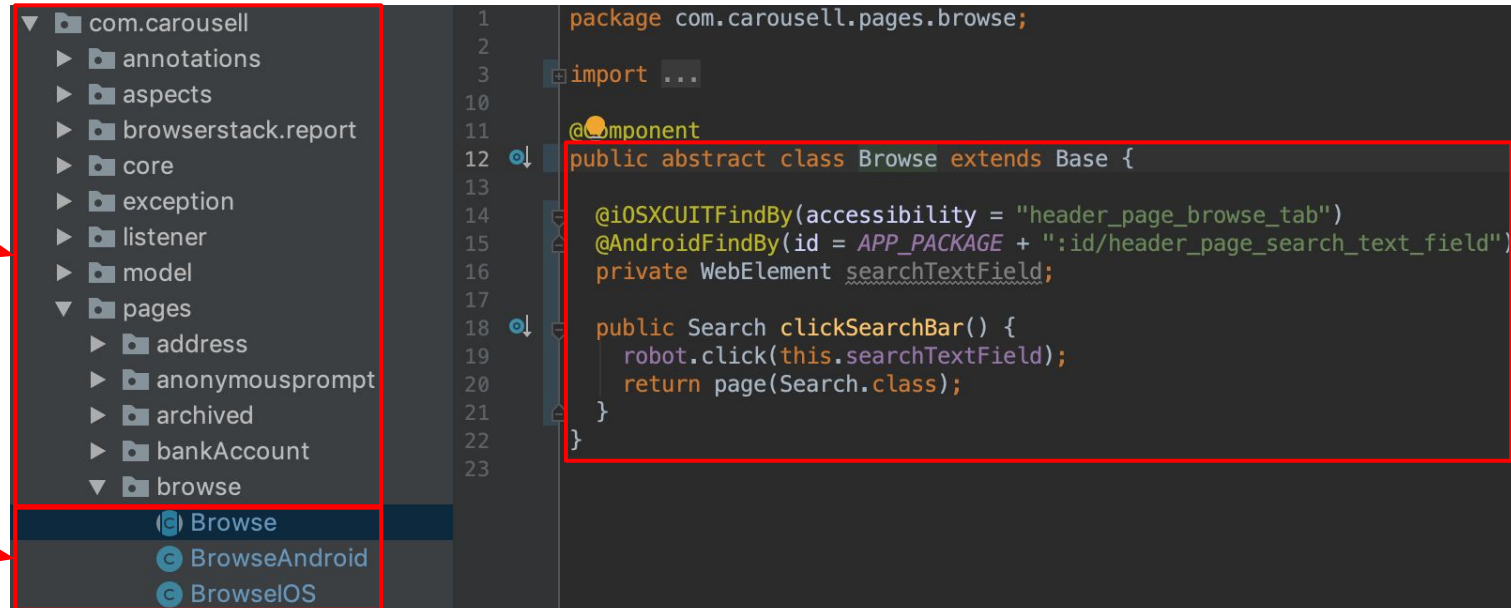 com.carousell
annotations
aspects
browserstack.report
core
exception
listener
model
pages
address
anonymousprompt
archived
bankAccount
browse
Browse
BrowseAndroid
BrowseIOS
1 package com.carousell.pages.browse;
2
3 import ...
10
11 @Component
12 public abstract class Browse extends Base {
13
14 @iOSXCUITFindBy(accessibility = "header_page_browse_tab")
15 @AndroidFindBy(id = APP_PACKAGE + ":id/header_page_search_text_field")
16 private WebElement searchTextField;
17
18 public Search clickSearchBar() {
19 robot.click(this.searchTextField);
20 return page(Search.class);
21 }
22 }
23